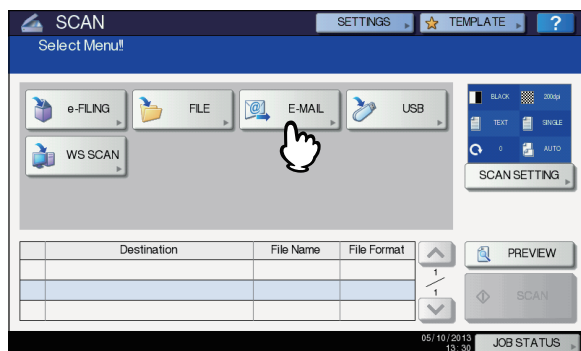 SCAN
SETTINGS
TEMPLATE
?
Select Menu!!
e-FILING
FILE
@
E-MAIL
USB
WS SCAN
BLACK
200dpi
TEXT
SINGLE
0
AUTO
SCAN SETTING
Destination
File Name
File Format
1
1
PREVIEW
SCAN
05/10/2013
13:30
JOB STATUS